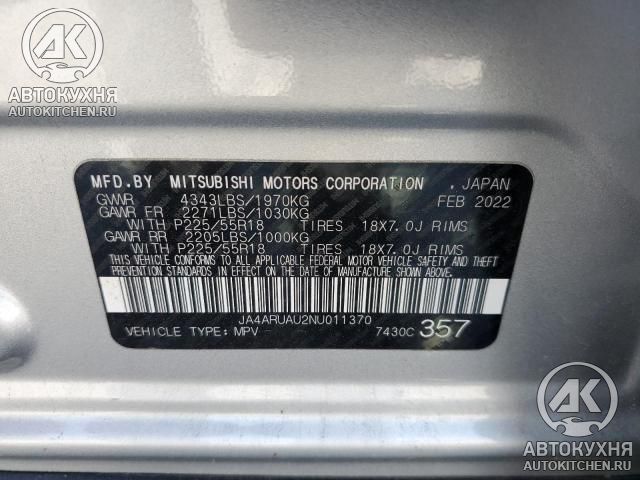 АВТОКУХНЯ
AUTOKITCHEN.RU
MFD.BY MITSUBISHI MOTORS CORPORATION . JAPAN
GVWR 4343LBS/1970KG FEB 2022
GAWR FR 2271LBS/1030KG
WITH P225/55R18 TIRES 18X7.0J RIMS
GAWR RR 2205LBS/1000KG
WITH P225/55R18 TIRES 18X7.0J RIMS
THIS VEHICLE CONFORMS TO ALL APPLICABLE FEDERAL MOTOR VEHICLE SAFETY AND THEFT
PREVENTION STANDARDS IN EFFECT ON THE DATE OF MANUFACTURE SHOWN ABOVE.
JA4ARUAU2NU011370
VEHICLE TYPE: MPV 7430C 357
АК
АВТОКУХНЯ
AUTOKITCHEN.RU